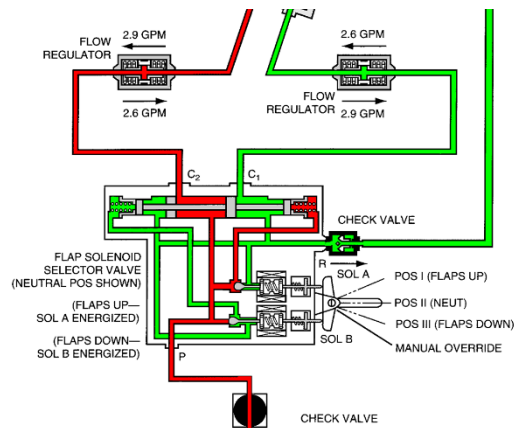 2.9 GPM
FLOW
REGULATOR
2.6 GPM
2.6 GPM
FLOW
REGULATOR
2.9 GPM
C2
C1
CHECK VALVE
R
SOL A
FLAP SOLENOID
SELECTOR VALVE
(NEUTRAL POS SHOWN)
POS I (FLAPS UP)
POS II (NEUT)
POS III (FLAPS DOWN)
MANUAL OVERRIDE
(FLAPS UP—
SOL A ENERGIZED)
SOL B
(FLAPS DOWN—
SOL B ENERGIZED)
P
CHECK VALVE